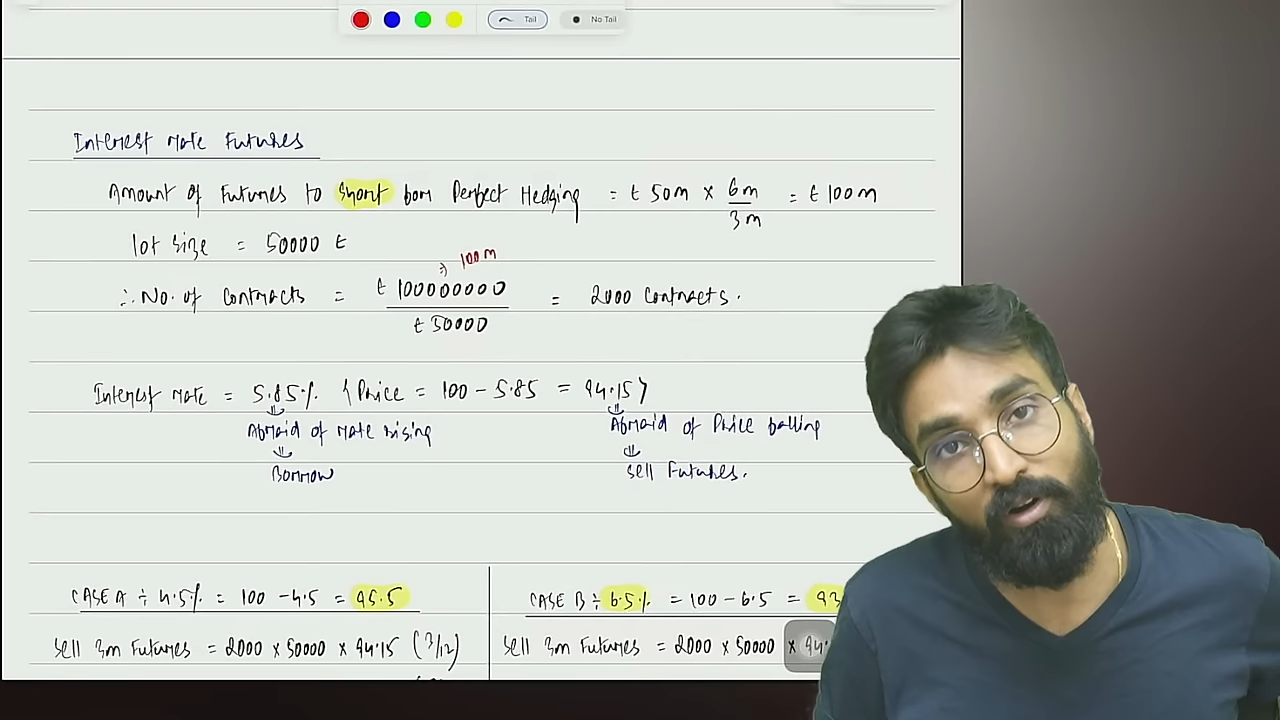 Tail
No Tail
Interest Rate Futures
Amount of Futures to Short for Perfect Hedging = £ 50m × 6m/3m = £ 100m
lot size = 50000 £
⇒ 100m
∴ No. of Contracts = £ 100000000 / £ 50000 = 2000 Contracts.
Interest Rate = 5.85% {Price = 100 - 5.85 = 94.15}
Afraid of Rate rising
Afraid of Price falling
Borrow
Sell Futures.
CASE A ÷ 4.5% = 100 - 4.5 = 95.5
CASE B ÷ 6.5% = 100 - 6.5 = 93
Sell 3m Futures = 2000 × 50000 × 94.15 (3/12)
Sell 3m Futures = 2000 × 50000 × 94.